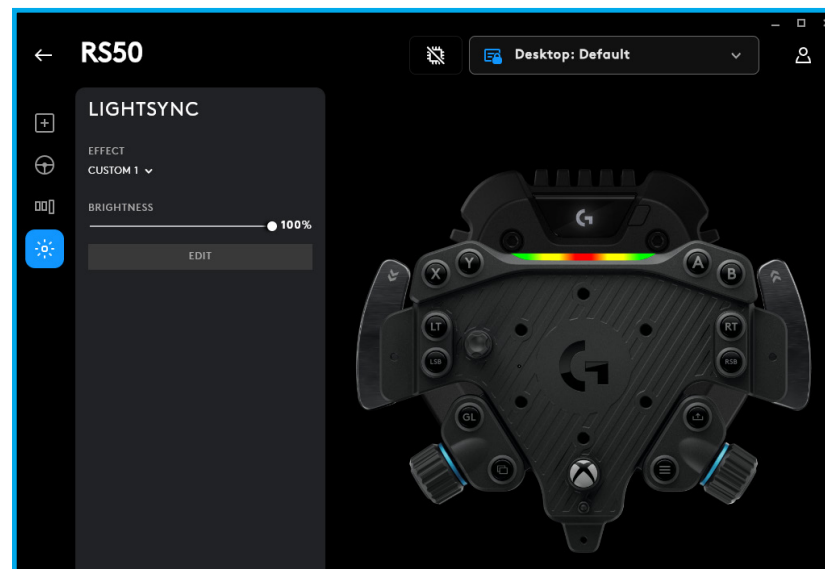 RS50
Desktop: Default
LIGHTSYNC
EFFECT
CUSTOM 1
BRIGHTNESS
100%
EDIT
X
Y
A
B
LT
RT
LSB
RSB
GL